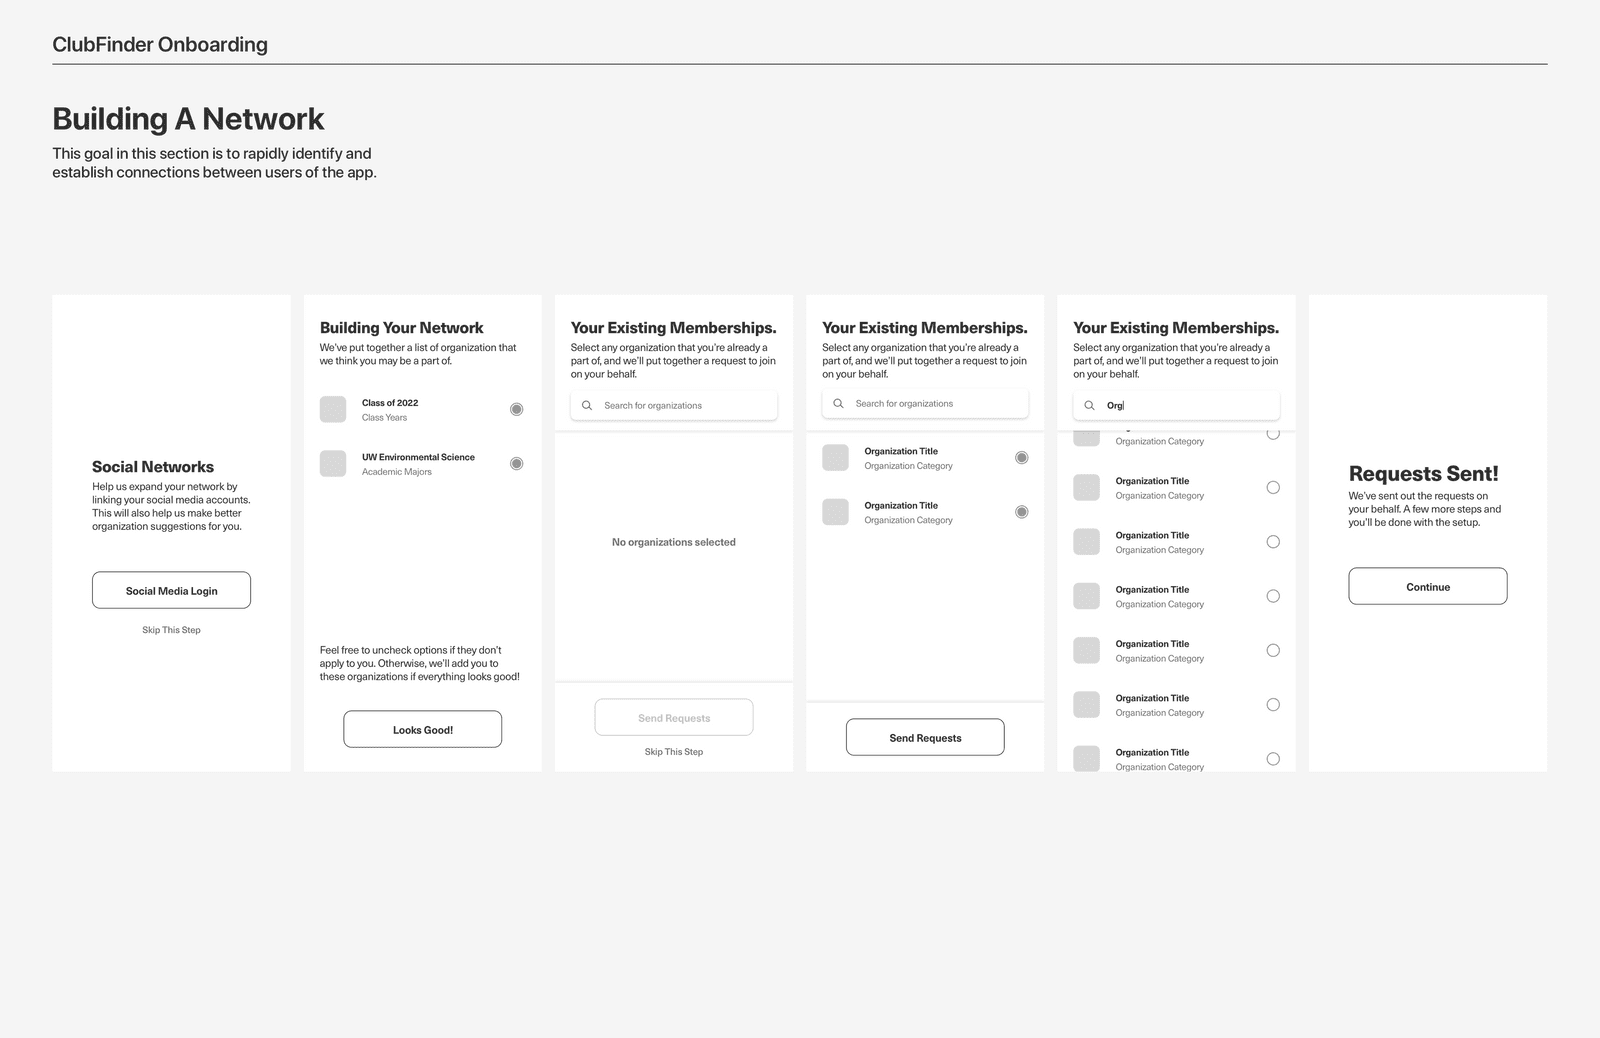 ClubFinder Onboarding
Building A Network
This goal in this section is to rapidly identify and
establish connections between users of the app.
Social Networks
Help us expand your network by
linking your social media accounts.
This will also help us make better
organization suggestions for you.
Social Media Login
Skip This Step
Building Your Network
We've put together a list of organization that
we think you may be a part of.
Class of 2022
Class Years
UW Environmental Science
Academic Majors
Feel free to uncheck options if they don't
apply to you. Otherwise, we'll add you to
these organizations if everything looks good!
Looks Good!
Your Existing Memberships.
Select any organization that you're already a
part of, and we'll put together a request to join
on your behalf.
Search for organizations
No organizations selected
Send Requests
Skip This Step
Your Existing Memberships.
Select any organization that you're already a
part of, and we'll put together a request to join
on your behalf.
Search for organizations
Organization Title
Organization Category
Organization Title
Organization Category
Send Requests
Your Existing Memberships.
Select any organization that you're already a
part of, and we'll put together a request to join
on your behalf.
Org
Organization Category
Organization Title
Organization Category
Organization Title
Organization Category
Organization Title
Organization Category
Organization Title
Organization Category
Organization Title
Organization Category
Organization Title
Organization Category
Requests Sent!
We've sent out the requests on
your behalf. A few more steps and
you'll be done with the setup.
Continue